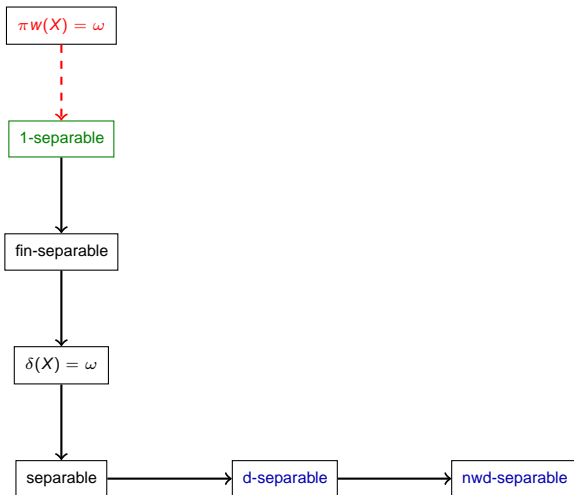 πw(X) = ω
1-separable
fin-separable
δ(X) = ω
separable
d-separable
nwd-separable